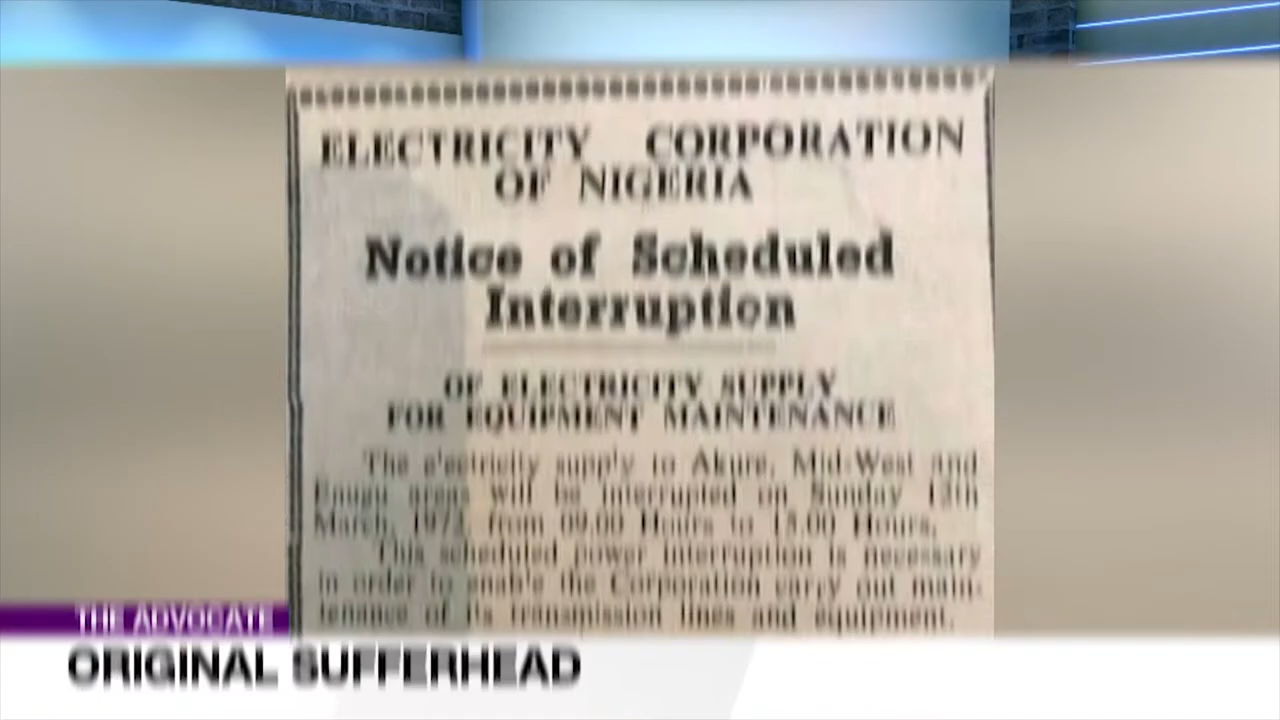 ELECTRICITY CORPORATION
OF NIGERIA
Notice of Scheduled
Interruption
OF ELECTRICITY SUPPLY
FOR EQUIPMENT MAINTENANCE
The electricity supply to Akure, Mid-West and
Enugu areas will be interrupted on Sunday 12th
March, 1972 from 09.00 Hours to 15.00 Hours.
This scheduled power interruption is necessary
in order to enable the Corporation carry out main-
tenance of its transmission lines and equipment.
THE ADVOCATE
ORIGINAL SUFFERHEAD